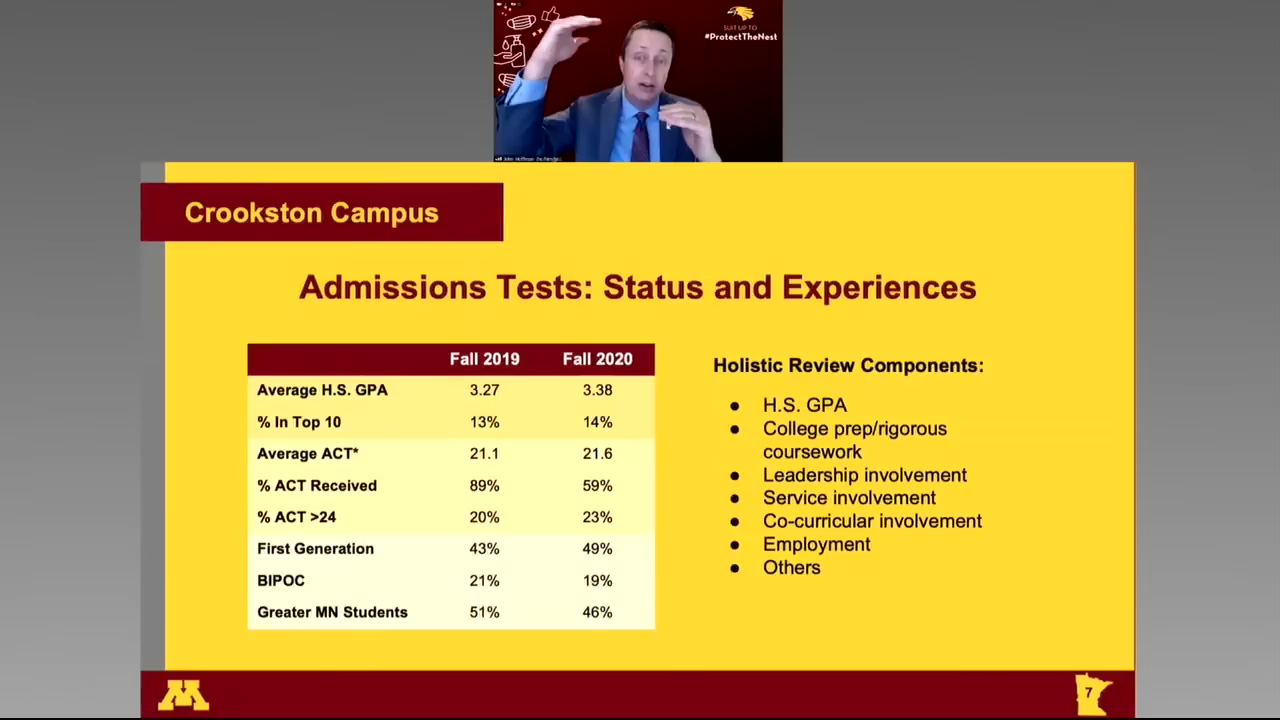 SUIT UP TO
#ProtectTheNest
John Hoffman
Crookston Campus
Admissions Tests: Status and Experiences
Fall 2019 Fall 2020
Average H.S. GPA 3.27 3.38
% In Top 10 13% 14%
Average ACT* 21.1 21.6
% ACT Received 89% 59%
% ACT >24 20% 23%
First Generation 43% 49%
BIPOC 21% 19%
Greater MN Students 51% 46%
Holistic Review Components:
● H.S. GPA
● College prep/rigorous
coursework
● Leadership involvement
● Service involvement
● Co-curricular involvement
● Employment
● Others
M
7